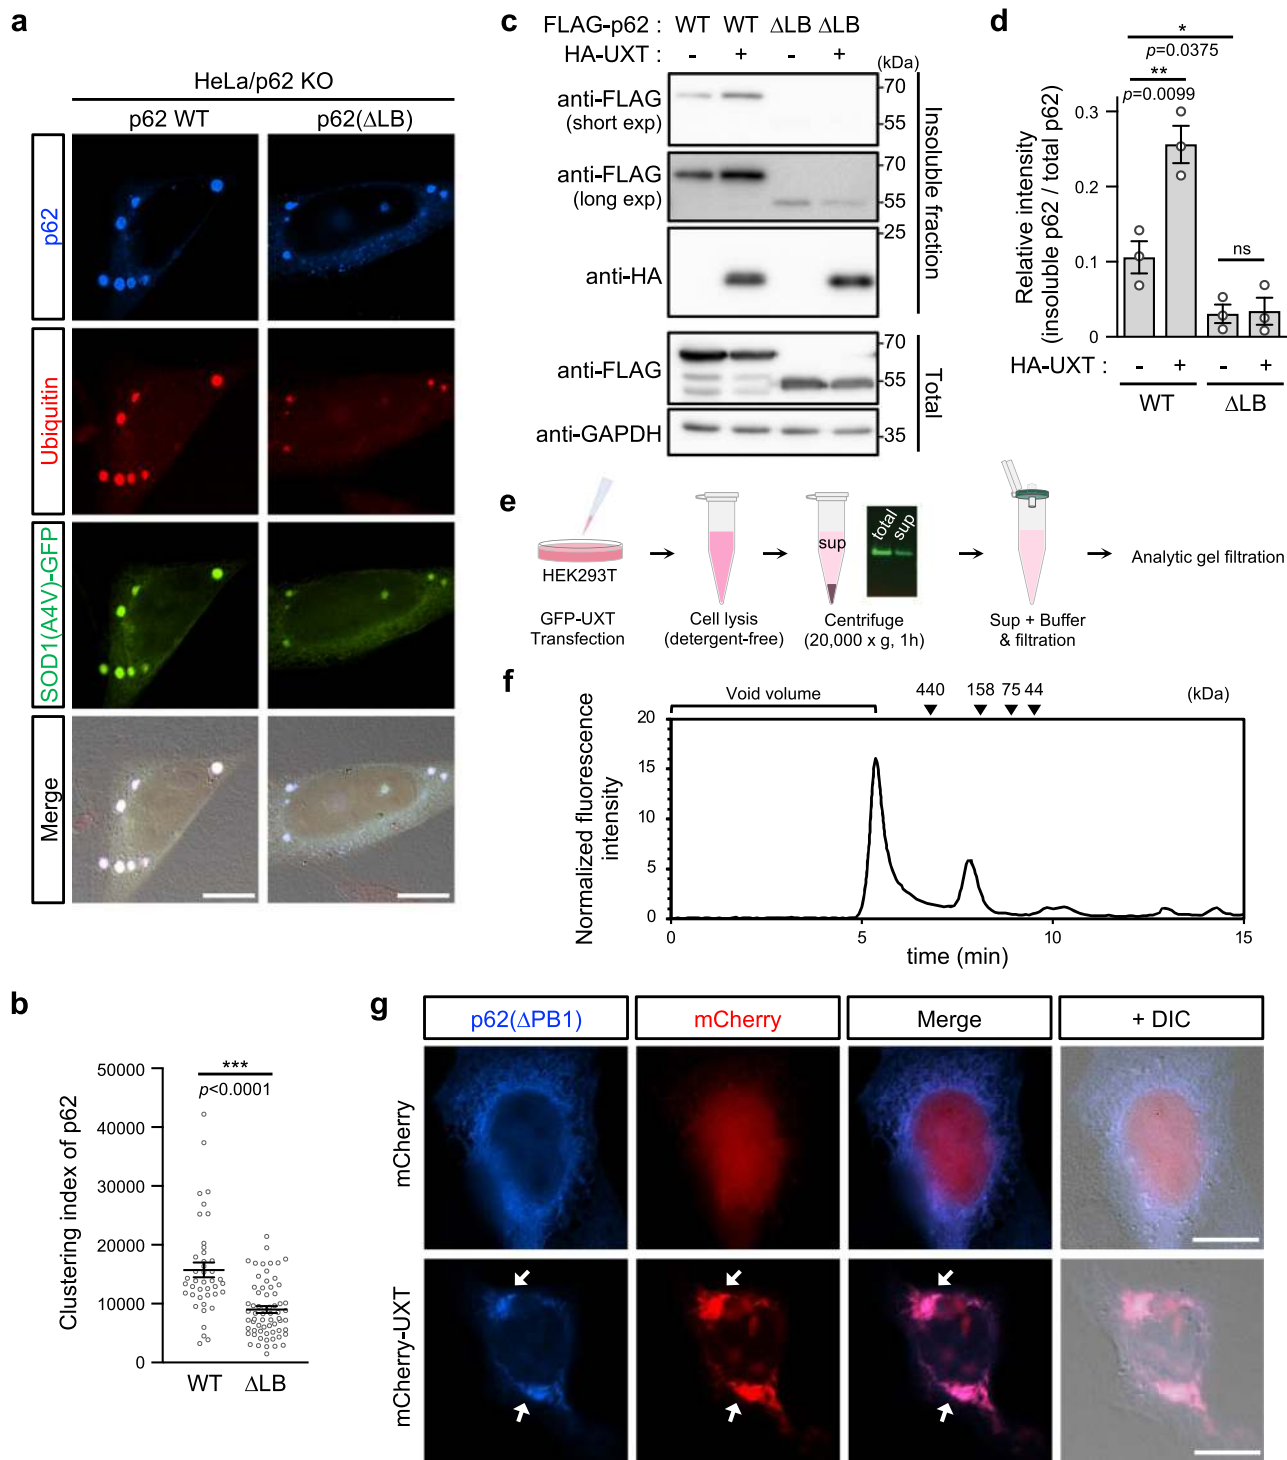 a
HeLa/p62 KO
p62 WT
p62(ΔLB)
p62
Ubiquitin
SOD1(A4V)-GFP
Merge
b
Clustering index of p62
50000
40000
30000
20000
10000
0
***
p<0.0001
WT
ΔLB
c
FLAG-p62 : WT WT ΔLB ΔLB
HA-UXT : - + - +
(kDa)
anti-FLAG
(short exp)
70
55
anti-FLAG
(long exp)
70
55
25
anti-HA
Insoluble fraction
anti-FLAG
70
55
anti-GAPDH
35
Total
d
Relative intensity
(insoluble p62 / total p62)
*
p=0.0375
**
p=0.0099
ns
0.3
0.2
0.1
0
HA-UXT : - + - +
WT
ΔLB
e
HEK293T
GFP-UXT
Transfection
Cell lysis
(detergent-free)
sup
total
sup
Centrifuge
(20,000 x g, 1h)
Sup + Buffer
& filtration
Analytic gel filtration
f
Void volume
440
158
75
44
(kDa)
Normalized fluorescence
intensity
20
15
10
5
0
0
5
10
15
time (min)
g
p62(ΔPB1)
mCherry
Merge
+ DIC
mCherry
mCherry-UXT